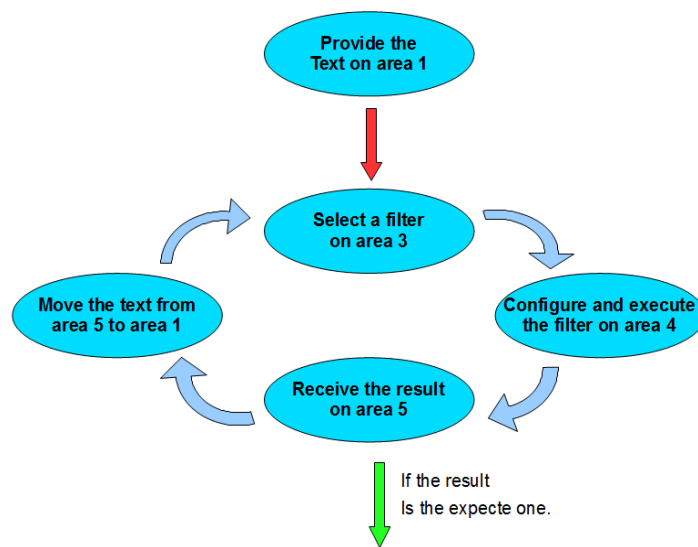 Provide the
Text on area 1
Select a filter
on area 3
Configure and execute
the filter on area 4
Receive the result
on area 5
Move the text from
area 5 to area 1
If the result
Is the expecte one.